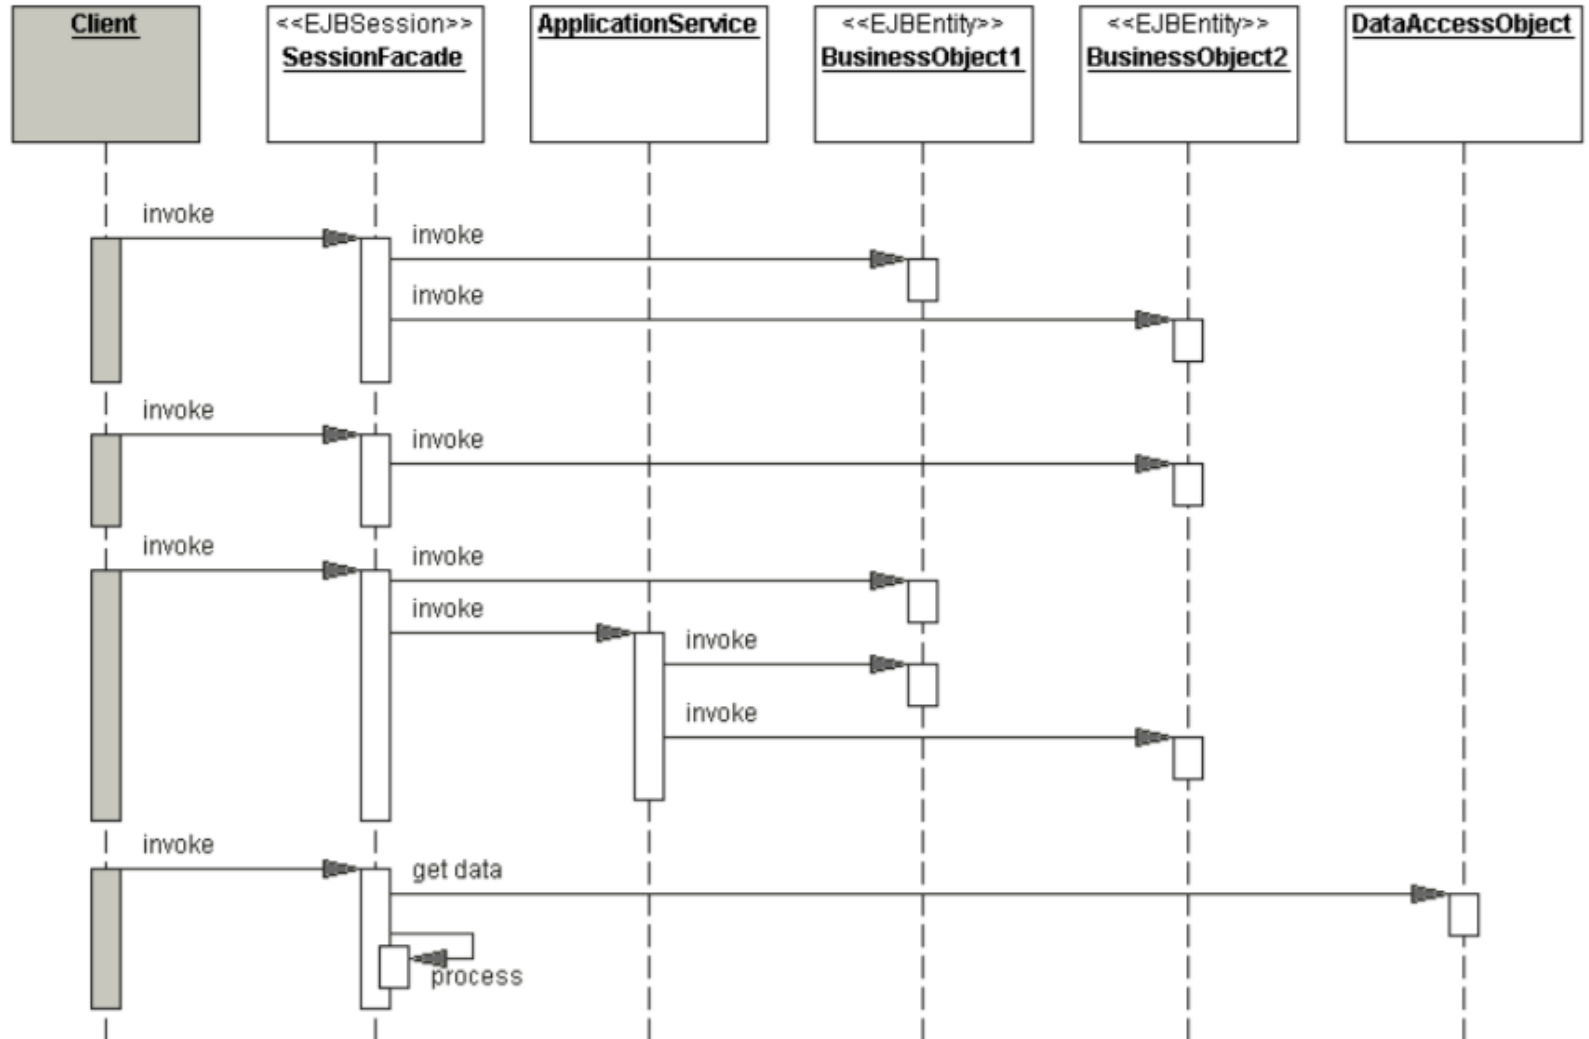 Client
<<EJBSession>>
SessionFacade
ApplicationService
<<EJBEntity>>
BusinessObject1
<<EJBEntity>>
BusinessObject2
DataAccessObject
invoke
invoke
invoke
invoke
invoke
invoke
invoke
invoke
invoke
invoke
invoke
get data
process